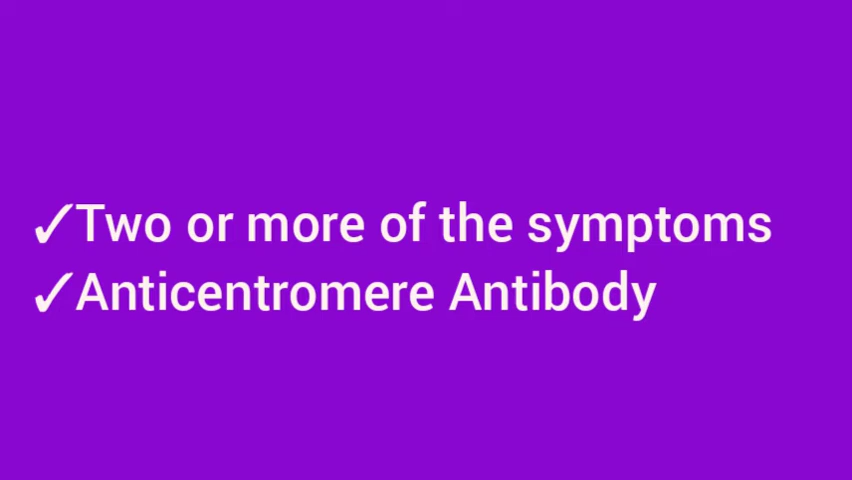 ✓Two or more of the symptoms
✓Anticentromere Antibody